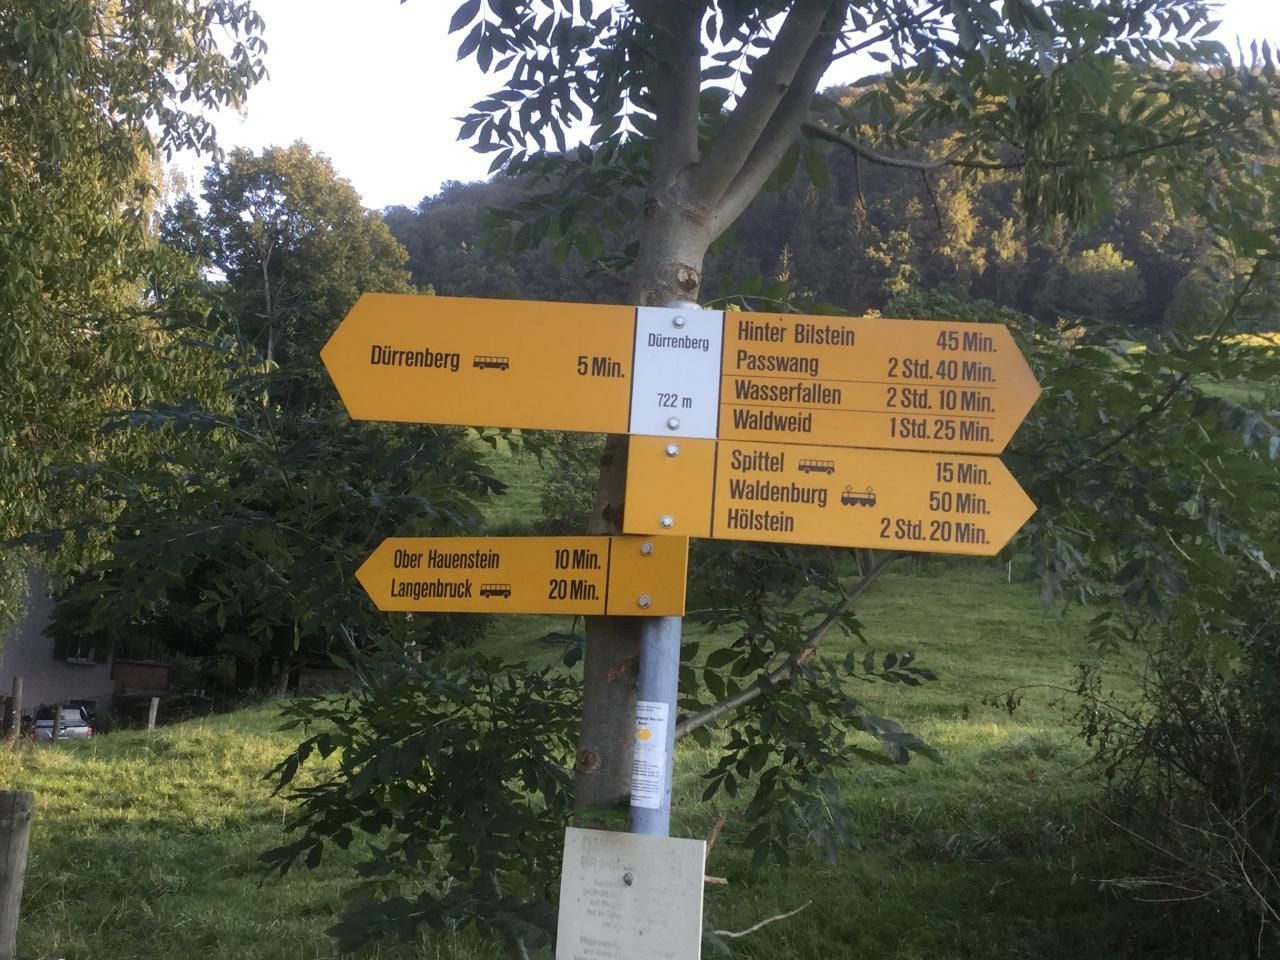 Dürrenberg 5 Min.
Dürrenberg
722 m
Hinter Bilstein 45 Min.
Passwang 2 Std. 40 Min.
Wasserfallen 2 Std. 10 Min.
Waldweid 1 Std. 25 Min.
Spittel 15 Min.
Waldenburg 50 Min.
Hölstein 2 Std. 20 Min.
Ober Hauenstein 10 Min.
Langenbruck 20 Min.